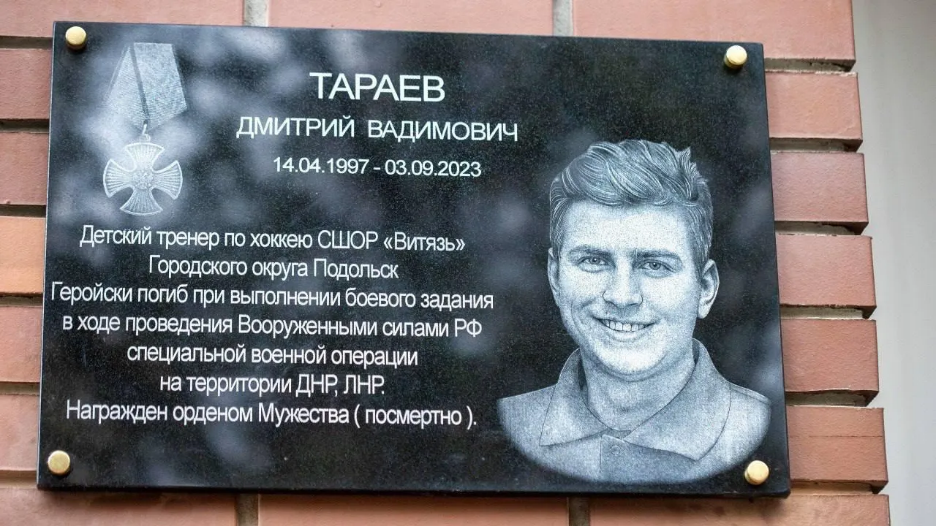 ТАРАЕВ
ДМИТРИЙ ВАДИМОВИЧ
14.04.1997 - 03.09.2023
Детский тренер по хоккею СШОР «Витязь»
Городского округа Подольск
Геройски погиб при выполнении боевого задания
в ходе проведения Вооруженными силами РФ
специальной военной операции
на территории ДНР, ЛНР.
Награжден орденом Мужества ( посмертно ).